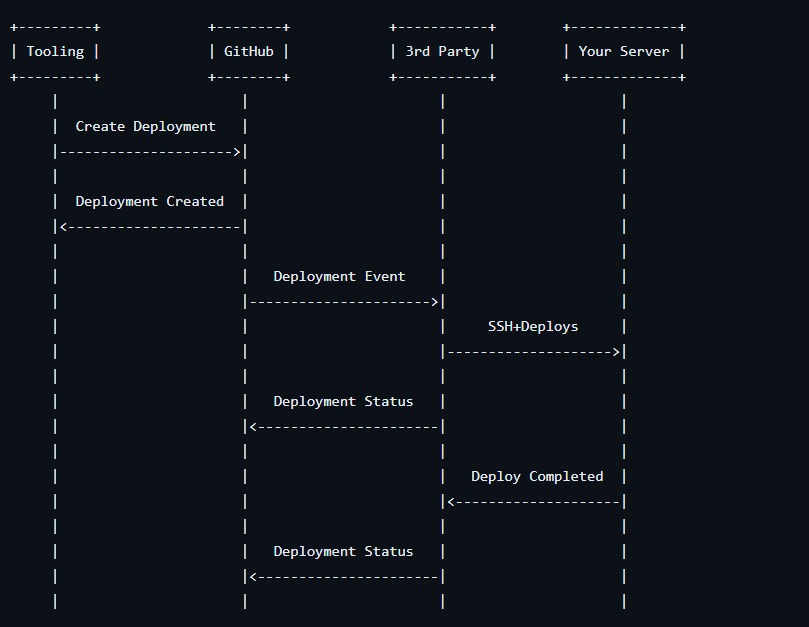 +---------+             +--------+            +-----------+        +-------------+
| Tooling |             | GitHub |            | 3rd Party |        | Your Server |
+---------+             +--------+            +-----------+        +-------------+
     |                      |                       |                     |
     |  Create Deployment   |                       |                     |
     |--------------------->|                       |                     |
     |                      |                       |                     |
     |  Deployment Created  |                       |                     |
     |<---------------------|                       |                     |
     |                      |                       |                     |
     |                      |   Deployment Event    |                     |
     |                      |---------------------->|                     |
     |                      |                       |     SSH+Deploys     |
     |                      |                       |-------------------->|
     |                      |                       |                     |
     |                      |   Deployment Status   |                     |
     |                      |<----------------------|                     |
     |                      |                       |                     |
     |                      |                       |   Deploy Completed  |
     |                      |                       |<--------------------|
     |                      |                       |                     |
     |                      |   Deployment Status   |                     |
     |                      |<----------------------|                     |
     |                      |                       |                     |